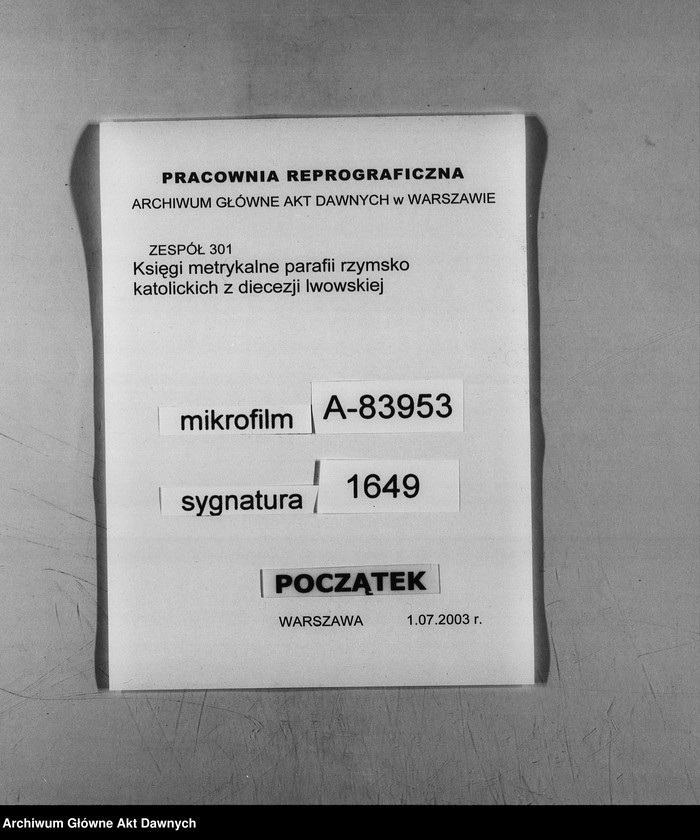 PRACOWNIA REPROGRAFICZNA
ARCHIWUM GŁÓWNE AKT DAWNYCH w WARSZAWIE
ZESPÓŁ 301
Księgi metrykalne parafii rzymsko
katolickich z diecezji lwowskiej
mikrofilm A-83953
sygnatura 1649
POCZĄTEK
WARSZAWA 1.07.2003 r.
Archiwum Główne Akt Dawnych